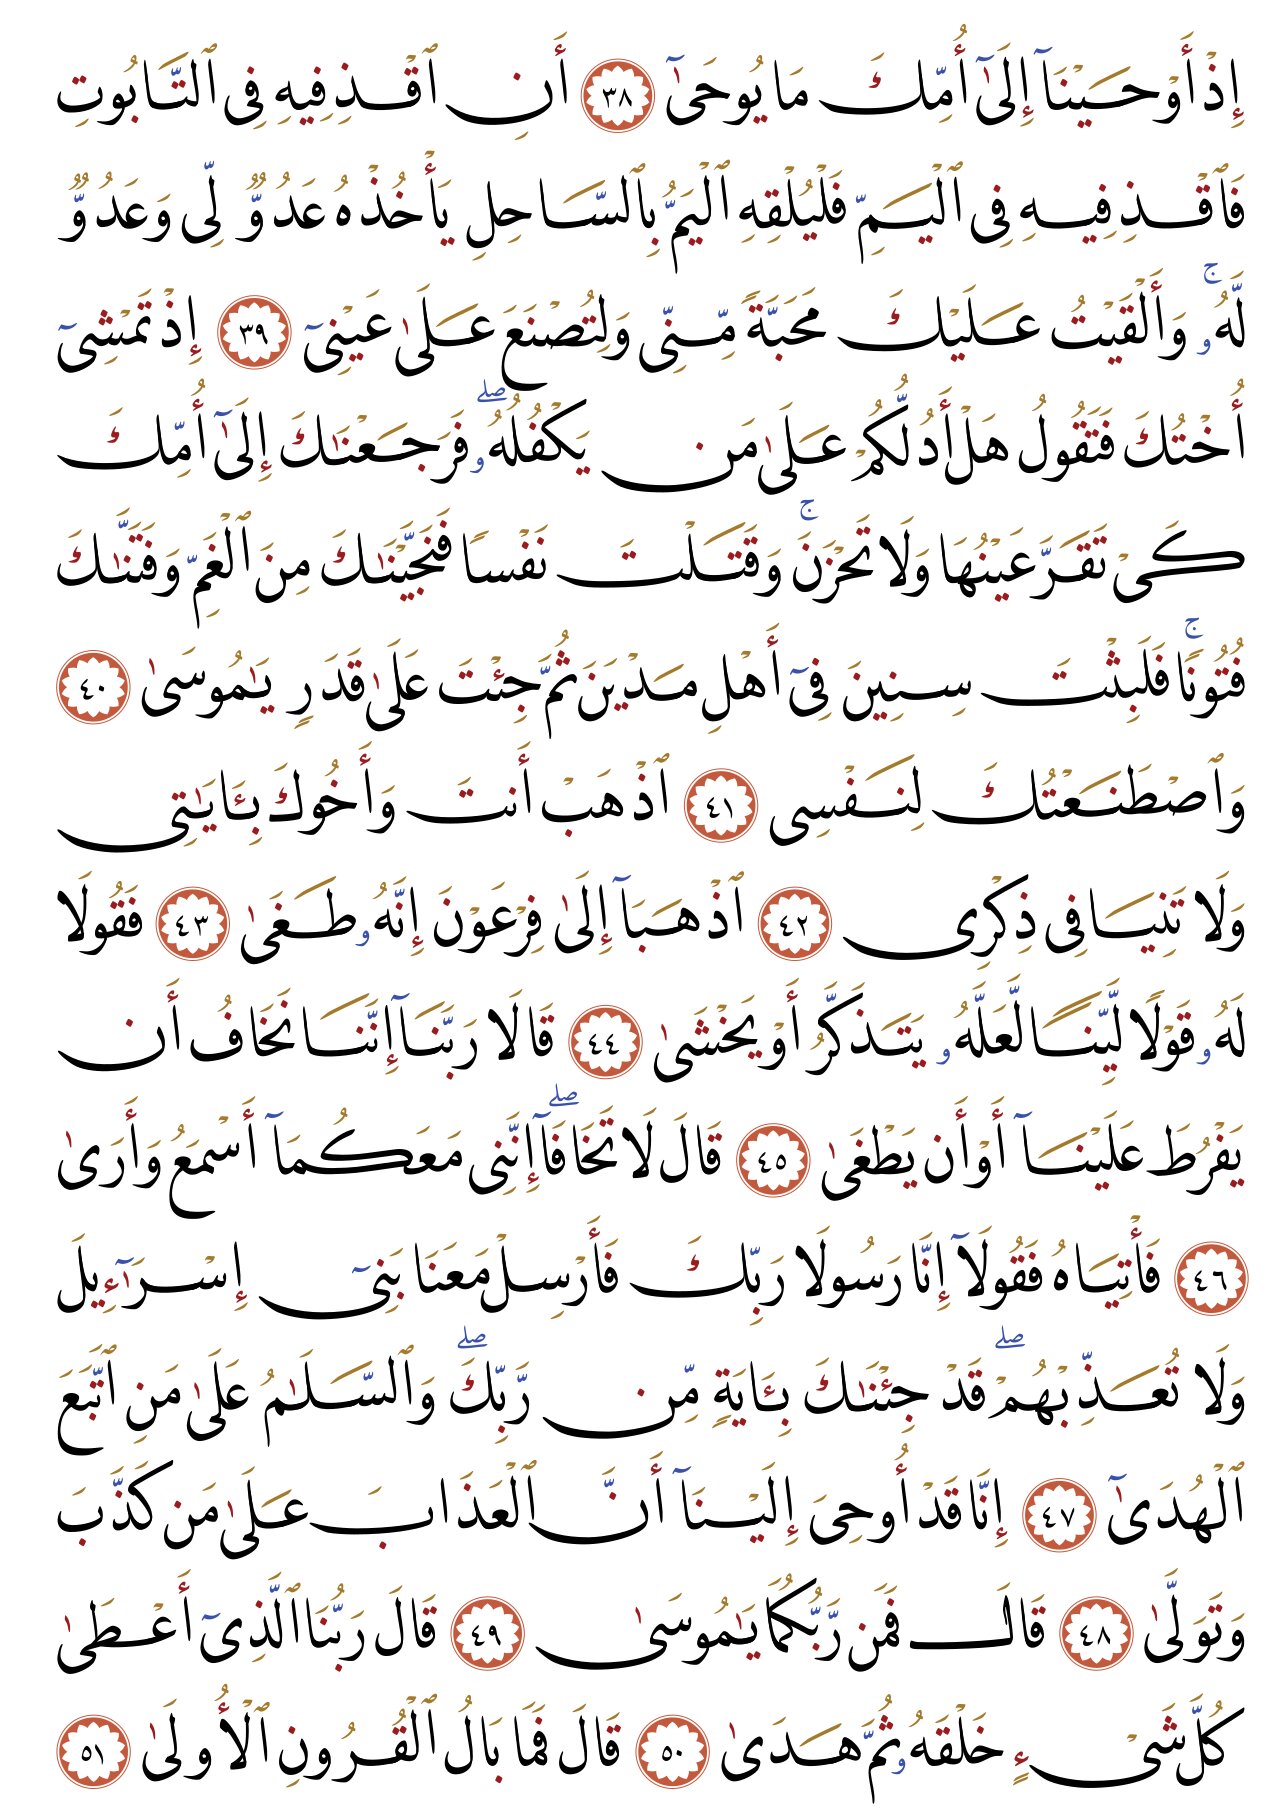 إِذْ أَوْحَيْنَآ إِلَىٰٓ أُمِّكَ مَا يُوحَىٰٓ ٣٨ أَنِ ٱقْذِفِيهِ فِى ٱلتَّابُوتِ
فَٱقْذِفِيهِ فِى ٱلْيَمِّ فَلْيُلْقِهِ ٱلْيَمُّ بِٱلسَّاحِلِ يَأْخُذْهُ عَدُوٌّ لِّى وَعَدُوٌّ
لَّهُۥ ۚ وَأَلْقَيْتُ عَلَيْكَ مَحَبَّةً مِّنِّى وَلِتُصْنَعَ عَلَىٰ عَيْنِىٓ ٣٩ إِذْ تَمْشِىٓ
أُخْتُكَ فَتَقُولُ هَلْ أَدُلُّكُمْ عَلَىٰ مَن يَكْفُلُهُۥ ۖ فَرَجَعْنَٰكَ إِلَىٰٓ أُمِّكَ
كَىْ تَقَرَّ عَيْنُهَا وَلَا تَحْزَنَ ۚ وَقَتَلْتَ نَفْسًا فَنَجَّيْنَٰكَ مِنَ ٱلْغَمِّ وَفَتَنَّٰكَ
فُتُونًا ۚ فَلَبِثْتَ سِنِينَ فِىٓ أَهْلِ مَدْيَنَ ثُمَّ جِئْتَ عَلَىٰ قَدَرٍ يَٰمُوسَىٰ ٤٠
وَٱصْطَنَعْتُكَ لِنَفْسِى ٤١ ٱذْهَبْ أَنتَ وَأَخُوكَ بِـَٔايَٰتِى
وَلَا تَنِيَا فِى ذِكْرِى ٤٢ ٱذْهَبَآ إِلَىٰ فِرْعَوْنَ إِنَّهُۥ طَغَىٰ ٤٣ فَقُولَا
لَهُۥ قَوْلًا لَّيِّنًا لَّعَلَّهُۥ يَتَذَكَّرُ أَوْ يَخْشَىٰ ٤٤ قَالَا رَبَّنَآ إِنَّنَا نَخَافُ أَن
يَفْرُطَ عَلَيْنَآ أَوْ أَن يَطْغَىٰ ٤٥ قَالَ لَا تَخَافَآ ۖ إِنَّنِى مَعَكُمَآ أَسْمَعُ وَأَرَىٰ
٤٦ فَأْتِيَاهُ فَقُولَآ إِنَّا رَسُولَا رَبِّكَ فَأَرْسِلْ مَعَنَا بَنِىٓ إِسْرَٰٓءِيلَ
وَلَا تُعَذِّبْهُمْ ۖ قَدْ جِئْنَٰكَ بِـَٔايَةٍ مِّن رَّبِّكَ ۖ وَٱلسَّلَٰمُ عَلَىٰ مَنِ ٱتَّبَعَ
ٱلْهُدَىٰٓ ٤٧ إِنَّا قَدْ أُوحِىَ إِلَيْنَآ أَنَّ ٱلْعَذَابَ عَلَىٰ مَن كَذَّبَ
وَتَوَلَّىٰ ٤٨ قَالَ فَمَن رَّبُّكُمَا يَٰمُوسَىٰ ٤٩ قَالَ رَبُّنَا ٱلَّذِىٓ أَعْطَىٰ
كُلَّ شَىْءٍ خَلْقَهُۥ ثُمَّ هَدَىٰ ٥٠ قَالَ فَمَا بَالُ ٱلْقُرُونِ ٱلْأُولَىٰ ٥١